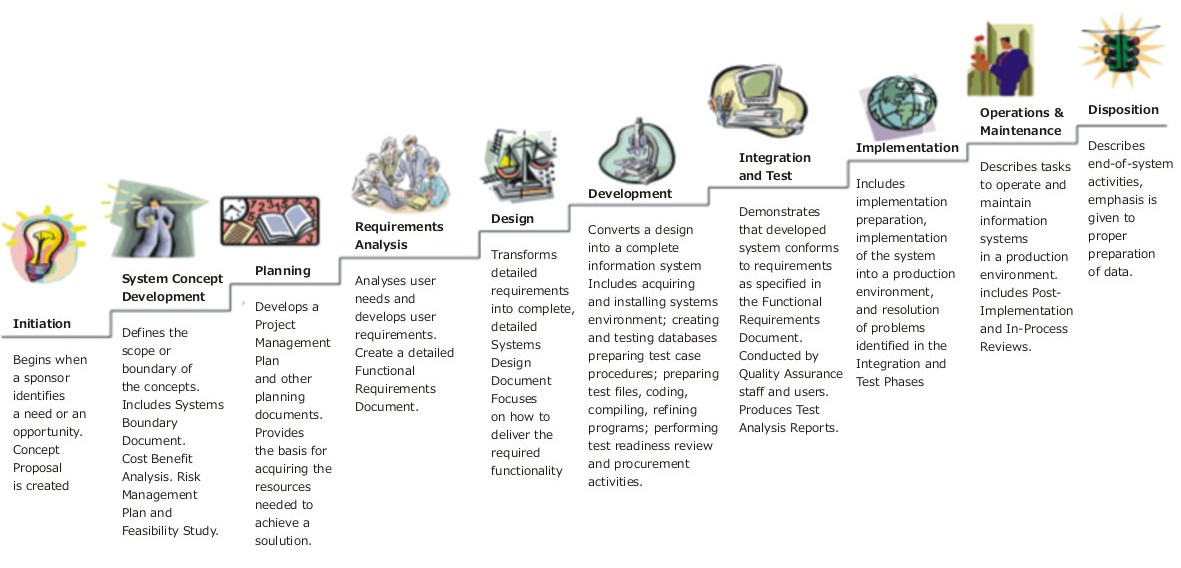 Initiation
Begins when
a sponsor
identifies
a need or an
opportunity.
Concept
Proposal
is created
System Concept
Development
Defines the
scope or
boundary of
the concepts.
Includes Systems
Boundary
Document.
Cost Benefit
Analysis. Risk
Management
Plan and
Feasibility Study.
Planning
Develops a
Project
Management
Plan
and other
planning
documents.
Provides
the basis for
acquiring the
resources
needed to
achieve a
soulution.
Requirements
Analysis
Analyses user
needs and
develops user
requirements.
Create a detailed
Functional
Requirements
Document.
Design
Transforms
detailed
requirements
into complete,
detailed
Systems
Design
Document
Focuses
on how to
deliver the
required
functionality
Development
Converts a design
into a complete
information system
Includes acquiring
and installing systems
environment; creating
and testing databases
preparing test case
procedures; preparing
test files, coding,
compiling, refining
programs; performing
test readiness review
and procurement
activities.
Integration
and Test
Demonstrates
that developed
system conforms
to requirements
as specified in
the Functional
Requirements
Document.
Conducted by
Quality Assurance
staff and users.
Produces Test
Analysis Reports.
Implementation
Includes
implementation
preparation,
implementation
of the system
into a production
environment,
and resolution
of problems
identified in the
Integration and
Test Phases
Operations &
Maintenance
Describes tasks
to operate and
maintain
information
systems
in a production
environment.
includes Post-
Implementation
and In-Process
Reviews.
Disposition
Describes
end-of-system
activities,
emphasis is
given to
proper
preparation
of data.